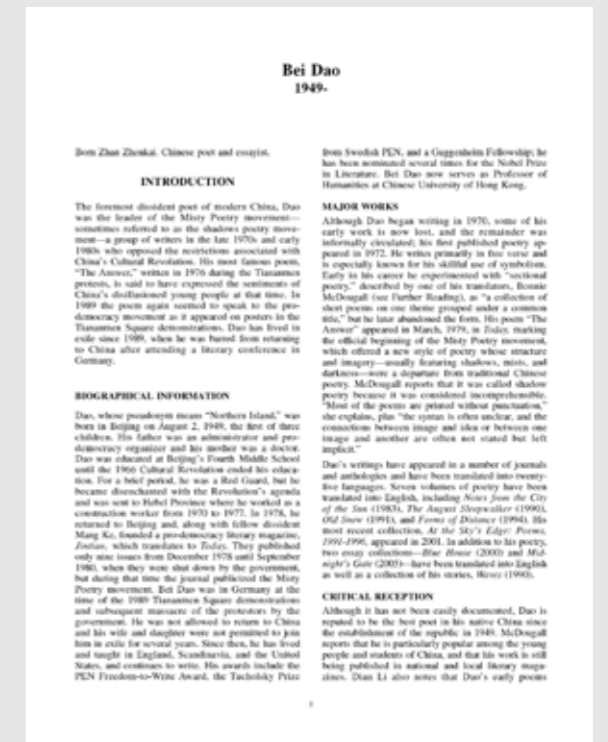 Bei Dao
1949-
Born Zhao Zhenkai. Chinese poet and essayist.
INTRODUCTION
The foremost dissident poet of modern China, Dao
was the leader of the Misty Poetry movement—
sometimes referred to as the shadows poetry move-
ment—a group of writers in the late 1970s and early
1980s who opposed the restrictions associated with
China's Cultural Revolution. His most famous poem,
"The Answer," written in 1976 during the Tiananmen
protests, is said to have expressed the sentiments of
China's disillusioned young people at that time. In
1989 the poem again seemed to speak to the pro-
democracy movement as it appeared on posters in the
Tiananmen Square demonstrations. Dao has lived in
exile since 1989, when he was barred from returning
to China after attending a literary conference in
Germany.
BIOGRAPHICAL INFORMATION
Dao, whose pseudonym means "Northern Island," was
born in Beijing on August 2, 1949, the first of three
children. His father was an administrator and pro-
democracy organizer and his mother was a doctor.
Dao was educated at Beijing's Fourth Middle School
until the 1966 Cultural Revolution ended his educa-
tion. For a brief period, he was a Red Guard, but he
became disenchanted with the Revolution's agenda
and was sent to Hebei Province where he worked as a
construction worker from 1970 to 1977. In 1978, he
returned to Beijing and, along with fellow dissident
Mang Ke, founded a prodemocracy literary magazine,
Jintian, which translates to Today. They published
only nine issues from December 1978 until September
1980, when they were shut down by the government,
but during that time the journal publicized the Misty
Poetry movement. Bei Dao was in Germany at the
time of the 1989 Tiananmen Square demonstrations
and subsequent massacre of the protestors by the
government. He was not allowed to return to China
and his wife and daughter were not permitted to join
him in exile for several years. Since then, he has lived
and taught in England, Scandinavia, and the United
States, and continues to write. His awards include the
PEN Freedom-to-Write Award, the Tucholsky Prize
from Swedish PEN, and a Guggenheim Fellowship; he
has been nominated several times for the Nobel Prize
in Literature. Bei Dao now serves as Professor of
Humanities at Chinese University of Hong Kong.
MAJOR WORKS
Although Dao began writing in 1970, some of his
early work is now lost, and the remainder was
informally circulated; his first published poetry ap-
peared in 1972. He writes primarily in free verse and
is especially known for his skillful use of symbolism.
Early in his career he experimented with "sectional
poetry," described by one of his translators, Bonnie
McDougall (see Further Reading), as "a collection of
short poems on one theme grouped under a common
title," but he later abandoned the form. His poem "The
Answer" appeared in March, 1979, in Today, marking
the official beginning of the Misty Poetry movement,
which offered a new style of poetry whose structure
and imagery—usually featuring shadows, mists, and
darkness—were a departure from traditional Chinese
poetry. McDougall reports that it was called shadow
poetry because it was considered incomprehensible.
"Most of the poems are printed without punctuation,"
she explains, plus "the syntax is often unclear, and the
connections between image and idea or between one
image and another are often not stated but left
implicit."
Dao's writings have appeared in a number of journals
and anthologies and have been translated into twenty-
five languages. Seven volumes of poetry have been
translated into English, including Notes from the City
of the Sun (1983), The August Sleepwalker (1990),
Old Snow (1991), and Forms of Distance (1994). His
most recent collection, At the Sky's Edge: Poems,
1991-1996, appeared in 2001. In addition to his poetry,
two essay collections—Blue House (2000) and Mid-
night's Gate (2005)—have been translated into English
as well as a collection of his stories, Waves (1990).
CRITICAL RECEPTION
Although it has not been easily documented, Dao is
reputed to be the best poet in his native China since
the establishment of the republic in 1949. McDougall
reports that he is particularly popular among the young
people and students of China, and that his work is still
being published in national and local literary maga-
zines. Dian Li also notes that Dao's early poems
1